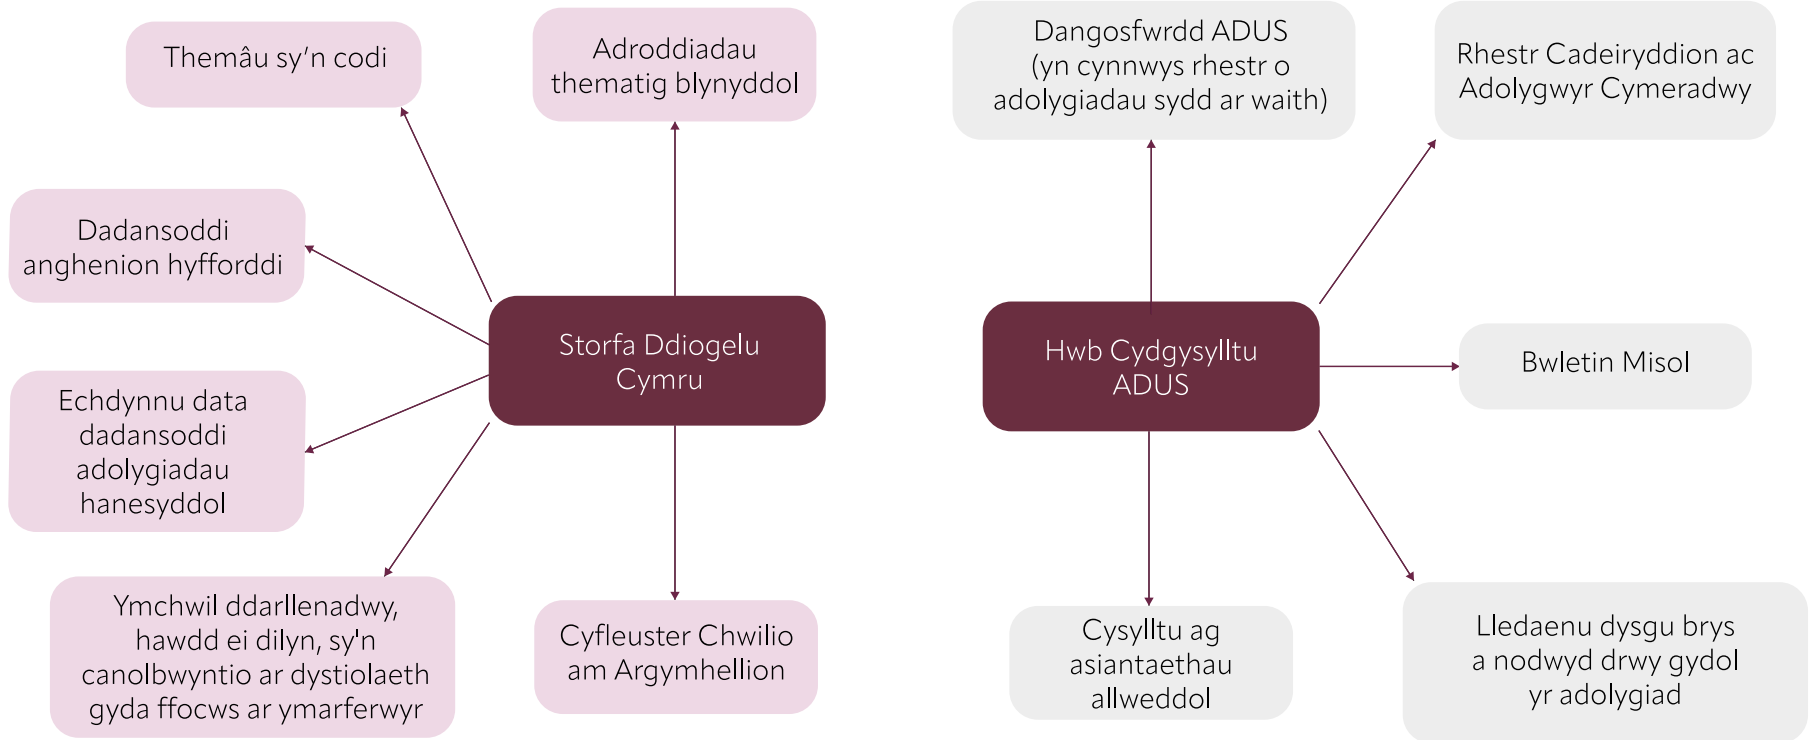 Themâu sy'n codi
Adroddiadau
thematig blynyddol
Dadansoddi
anghenion hyfforddi
Storfa Ddiogelu
Cymru
Echdynnu data
dadansoddi
adolygiadau
hanesyddol
Ymchwil ddarllenadwy,
hawdd ei dilyn, sy'n
canolbwyntio ar dystiolaeth
gyda ffocws ar ymarferwyr
Cyfleuster Chwilio
am Argymhellion
Dangosfwrdd ADUS
(yn cynnwys rhestr o
adolygiadau sydd ar waith)
Rhestr Cadeiryddion ac
Adolygwyr Cymeradwy
Hwb Cydgysylltu
ADUS
Bwletin Misol
Cysylltu ag
asiantaethau
allweddol
Lledaenu dysgu brys
a nodwyd drwy gydol
yr adolygiad